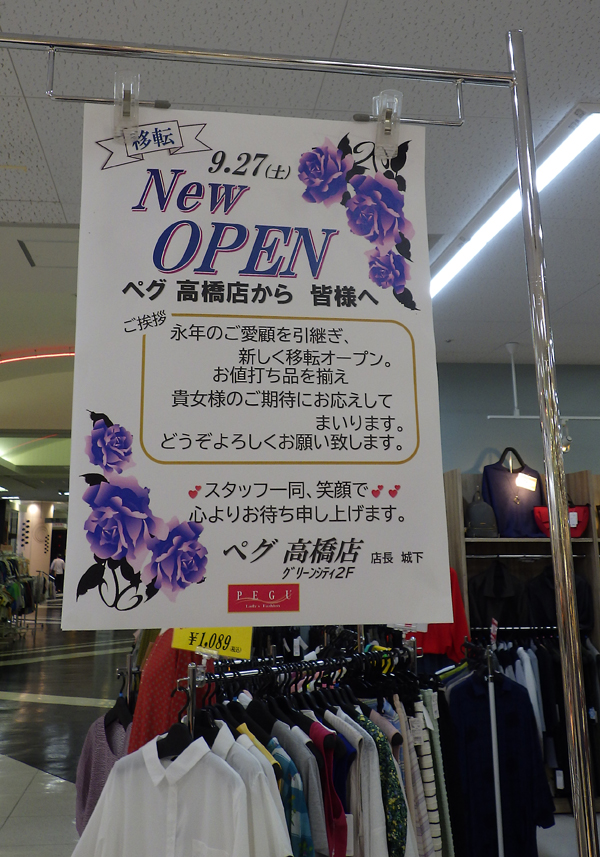 移転
9.27(土)
New
OPEN
ペグ 高橋店から 皆様へ
ご挨拶
永年のご愛顧を引継ぎ、
新しく移転オープン。
お値打ち品を揃え
貴女様のご期待にお応えして
まいります。
どうぞよろしくお願い致します。
💕スタッフ一同、笑顔で💕💕
心よりお待ち申し上げます。
ペグ 高橋店 店長 城下
グリーンシティ2F
PEGU
Lady's Fashion
¥1,089(税込)